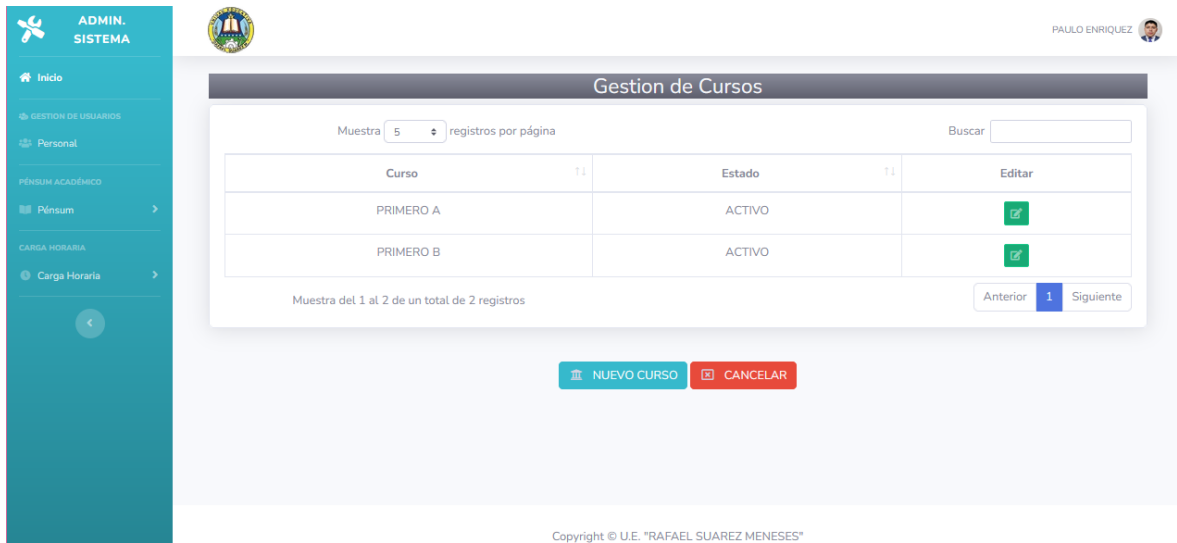 ADMIN.
SISTEMA
PAULO ENRIQUEZ
Inicio
GESTION DE USUARIOS
Personal
PÉNSUM ACADÉMICO
Pénsum
CARGA HORARIA
Carga Horaria
Gestion de Cursos
Muestra 5 registros por página
Buscar
Curso Estado Editar
PRIMERO A ACTIVO
PRIMERO B ACTIVO
Muestra del 1 al 2 de un total de 2 registros
Anterior 1 Siguiente
NUEVO CURSO CANCELAR
Copyright © U.E. "RAFAEL SUAREZ MENESES"